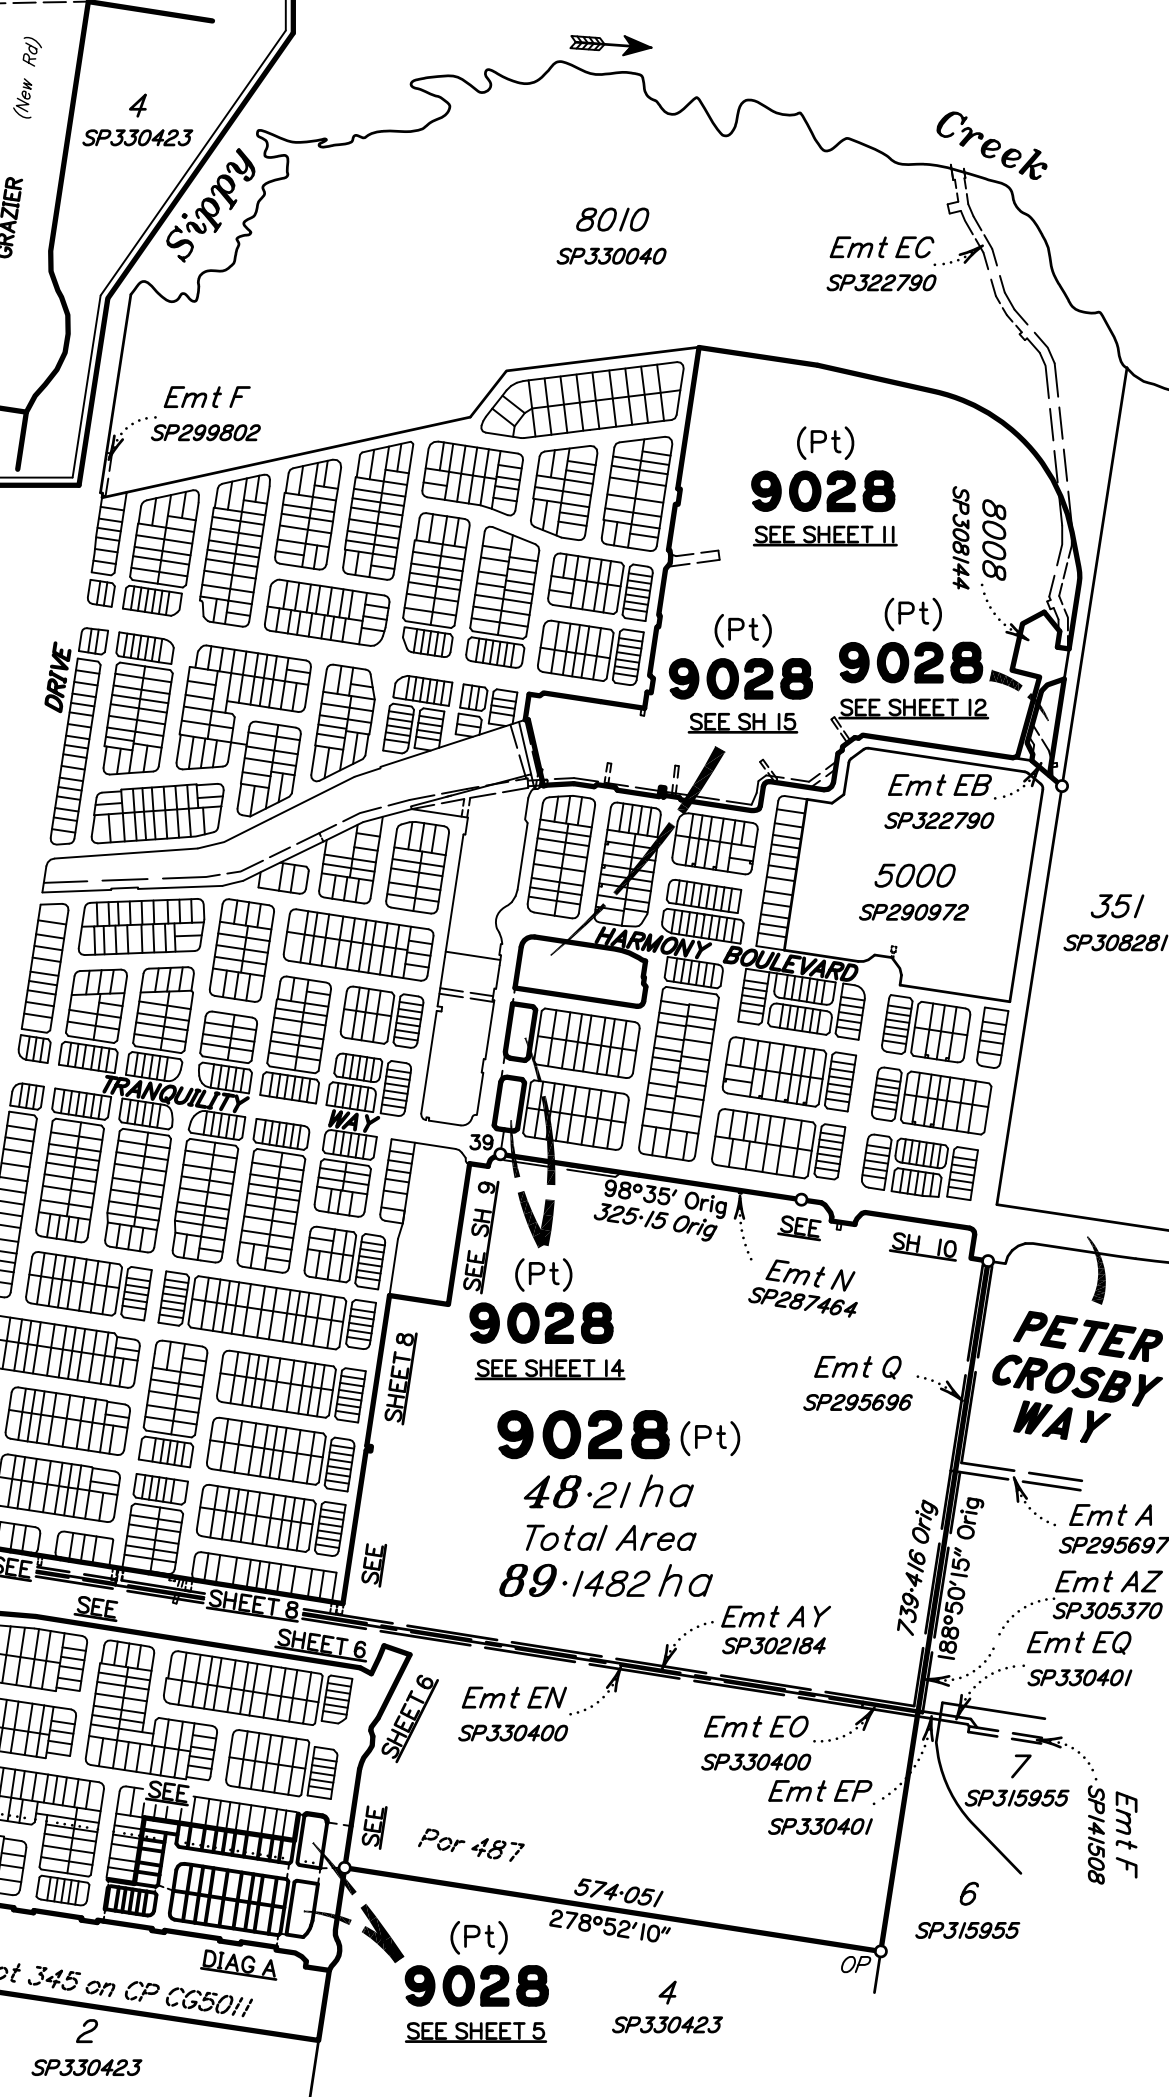 (New Rd)
4
SP330423
GRAZIER
Sippy
Creek
8010
SP330040
Emt EC
SP322790
Emt F
SP299802
(Pt)
9028
SEE SHEET 11
8008
SP308144
(Pt)
9028
SEE SH 15
(Pt)
9028
SEE SHEET 12
DRIVE
Emt EB
SP322790
5000
SP290972
351
SP308281
HARMONY BOULEVARD
TRANQUILITY WAY
39
98°35' Orig
325·15 Orig
SEE SH 9
SEE
SH 10
Emt N
SP287464
(Pt)
9028
SEE SHEET 14
PETER
CROSBY
WAY
SHEET 8
SEE
Emt Q
SP295696
9028 (Pt)
48·21 ha
Total Area
89·1482 ha
Emt A
SP295697
739·416 Orig
188°50'15" Orig
Emt AZ
SP305370
SEE
SHEET 8
SEE
SHEET 6
Emt AY
SP302184
Emt EQ
SP330401
SHEET 6
SEE
Emt EN
SP330400
Emt EO
SP330400
Emt EP
SP330401
7
SP315955
Emt F
SP141508
SEE
Por 487
574·051
278°52'10"
6
SP315955
DIAG A
(Pt)
9028
SEE SHEET 5
OP
4
SP330423
ot 345 on CP CG5011
2
SP330423